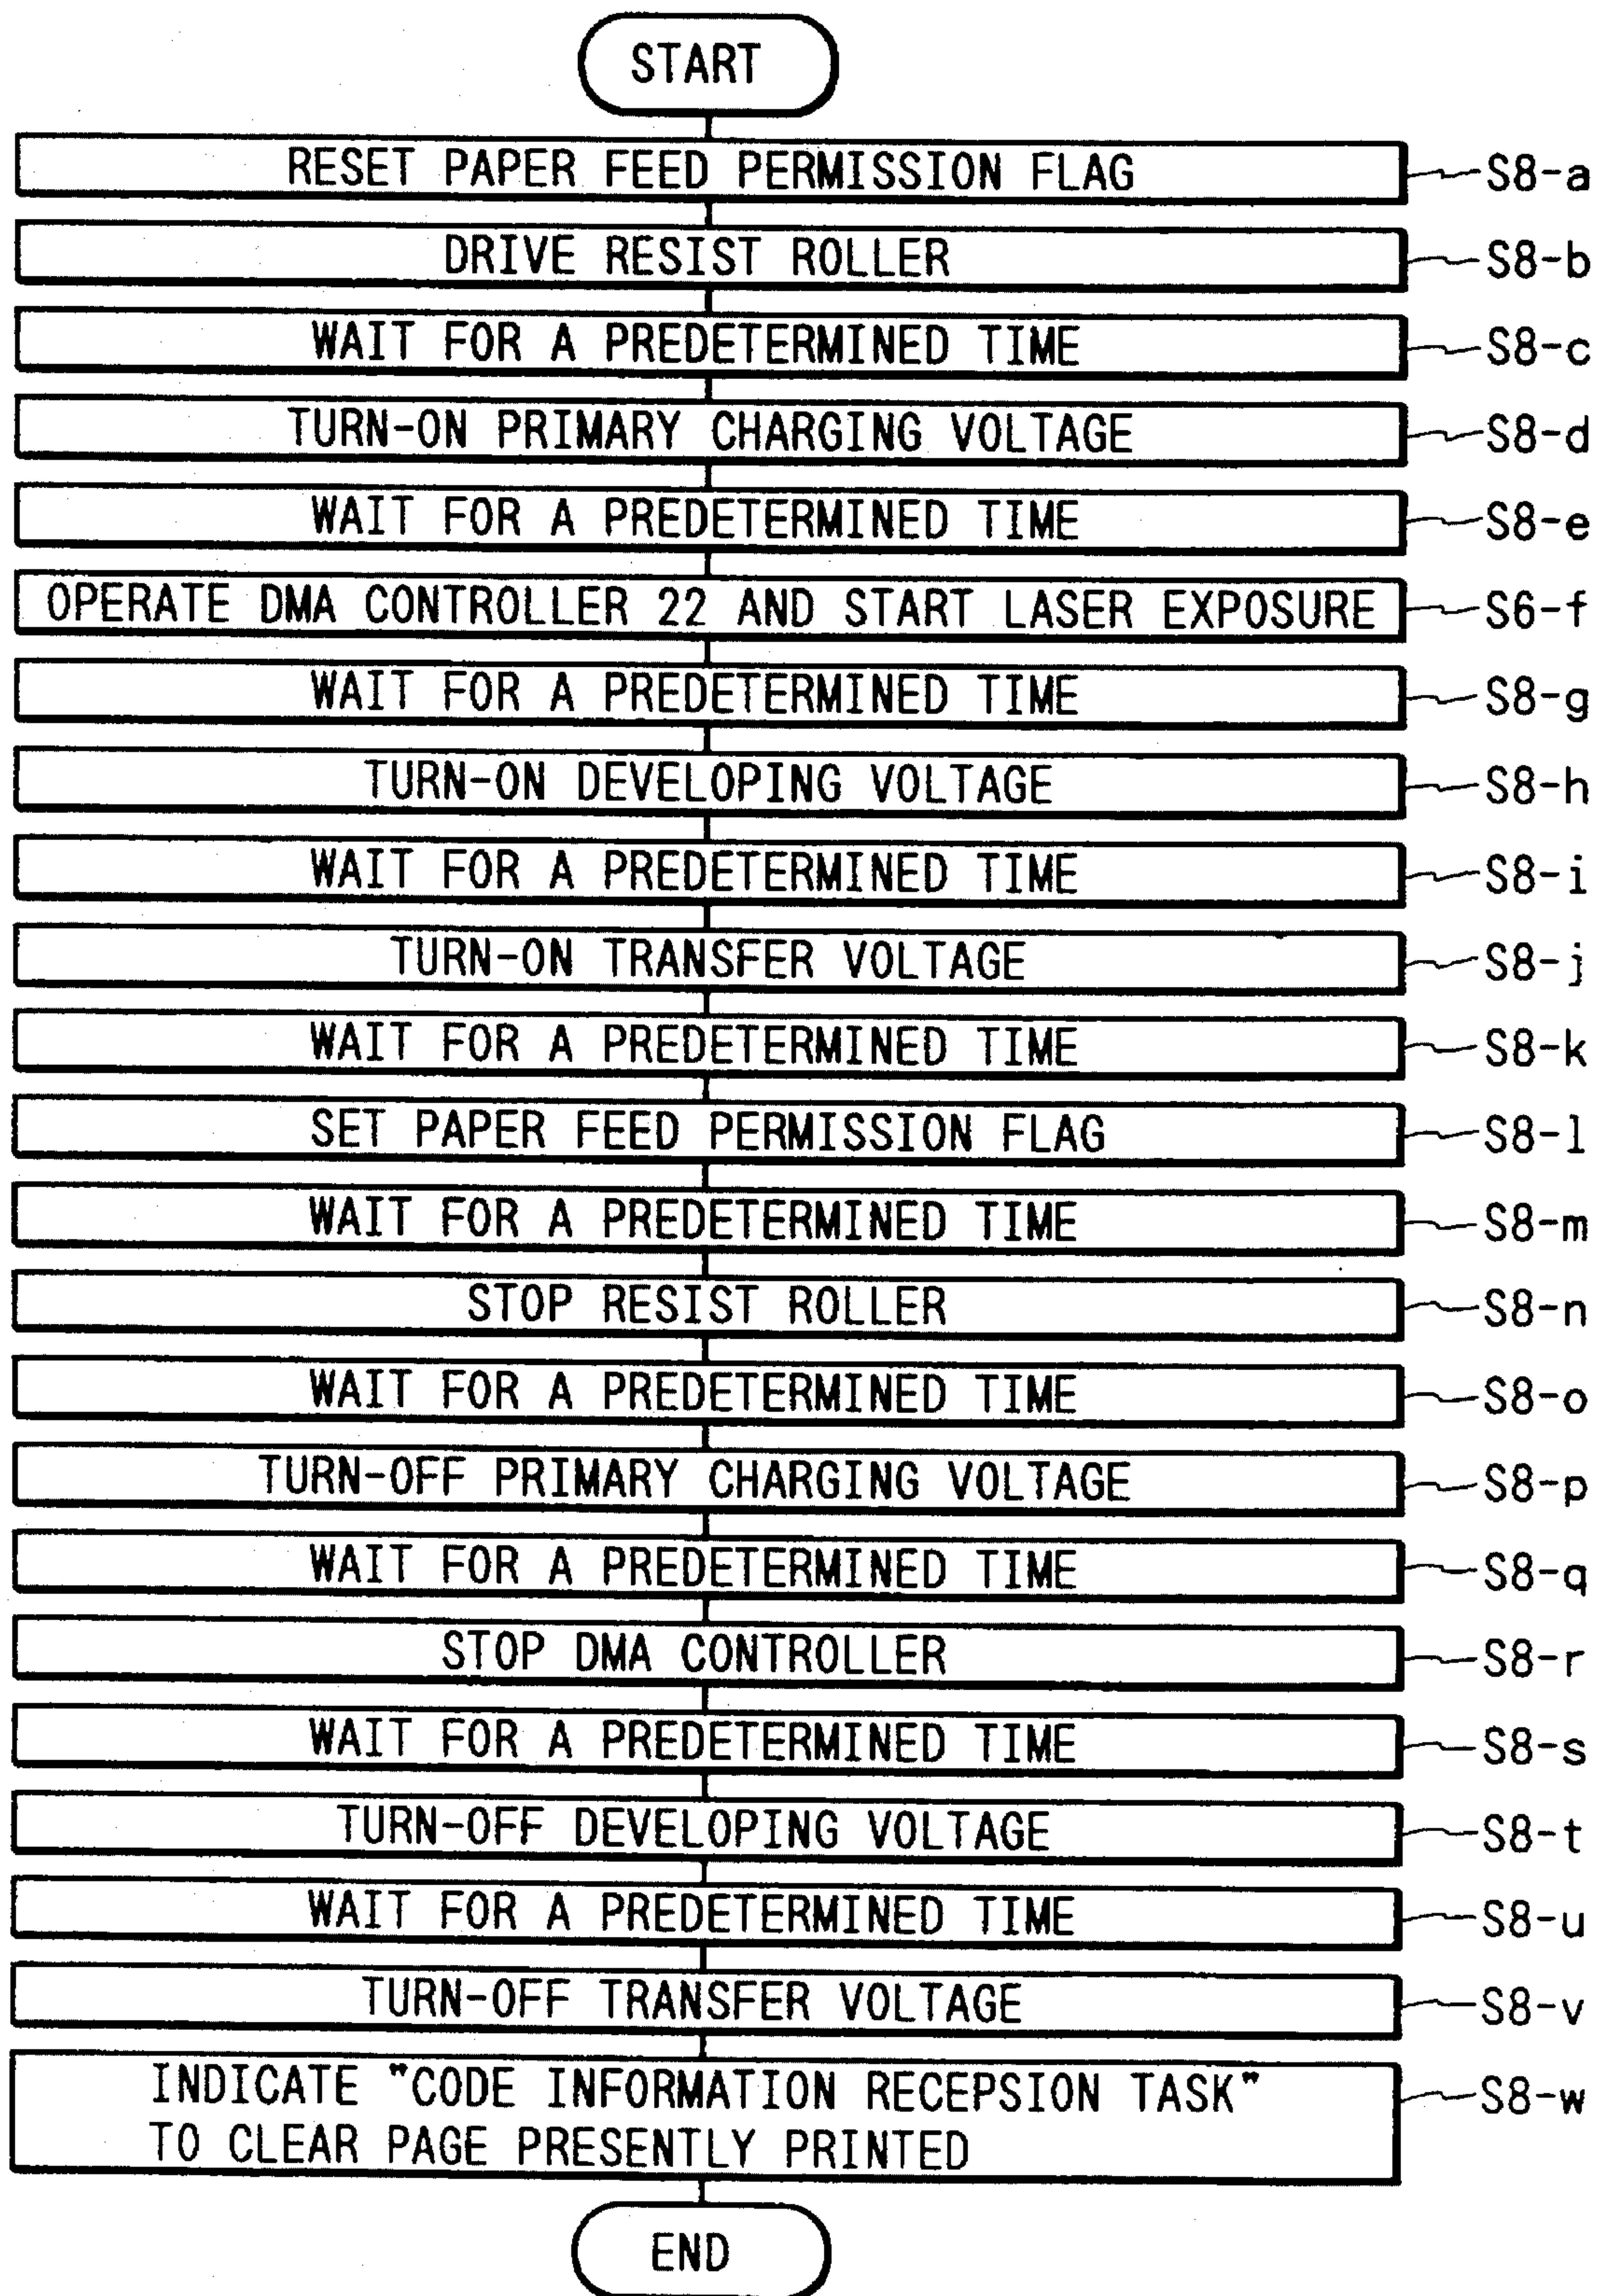 START
RESET PAPER FEED PERMISSION FLAG S8-a
DRIVE RESIST ROLLER S8-b
WAIT FOR A PREDETERMINED TIME S8-c
TURN-ON PRIMARY CHARGING VOLTAGE S8-d
WAIT FOR A PREDETERMINED TIME S8-e
OPERATE DMA CONTROLLER 22 AND START LASER EXPOSURE S6-f
WAIT FOR A PREDETERMINED TIME S8-g
TURN-ON DEVELOPING VOLTAGE S8-h
WAIT FOR A PREDETERMINED TIME S8-i
TURN-ON TRANSFER VOLTAGE S8-j
WAIT FOR A PREDETERMINED TIME S8-k
SET PAPER FEED PERMISSION FLAG S8-l
WAIT FOR A PREDETERMINED TIME S8-m
STOP RESIST ROLLER S8-n
WAIT FOR A PREDETERMINED TIME S8-o
TURN-OFF PRIMARY CHARGING VOLTAGE S8-p
WAIT FOR A PREDETERMINED TIME S8-q
STOP DMA CONTROLLER S8-r
WAIT FOR A PREDETERMINED TIME S8-s
TURN-OFF DEVELOPING VOLTAGE S8-t
WAIT FOR A PREDETERMINED TIME S8-u
TURN-OFF TRANSFER VOLTAGE S8-v
INDICATE "CODE INFORMATION RECEPSION TASK" S8-w
TO CLEAR PAGE PRESENTLY PRINTED
END